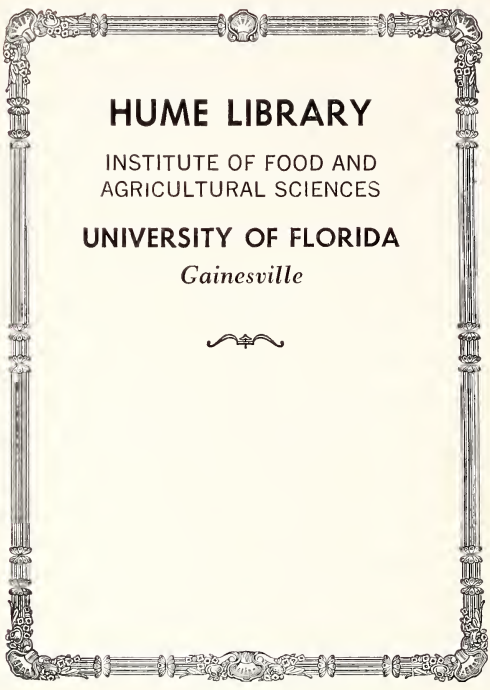 HUME LIBRARY
INSTITUTE OF FOOD AND
AGRICULTURAL SCIENCES
UNIVERSITY OF FLORIDA
Gainesville